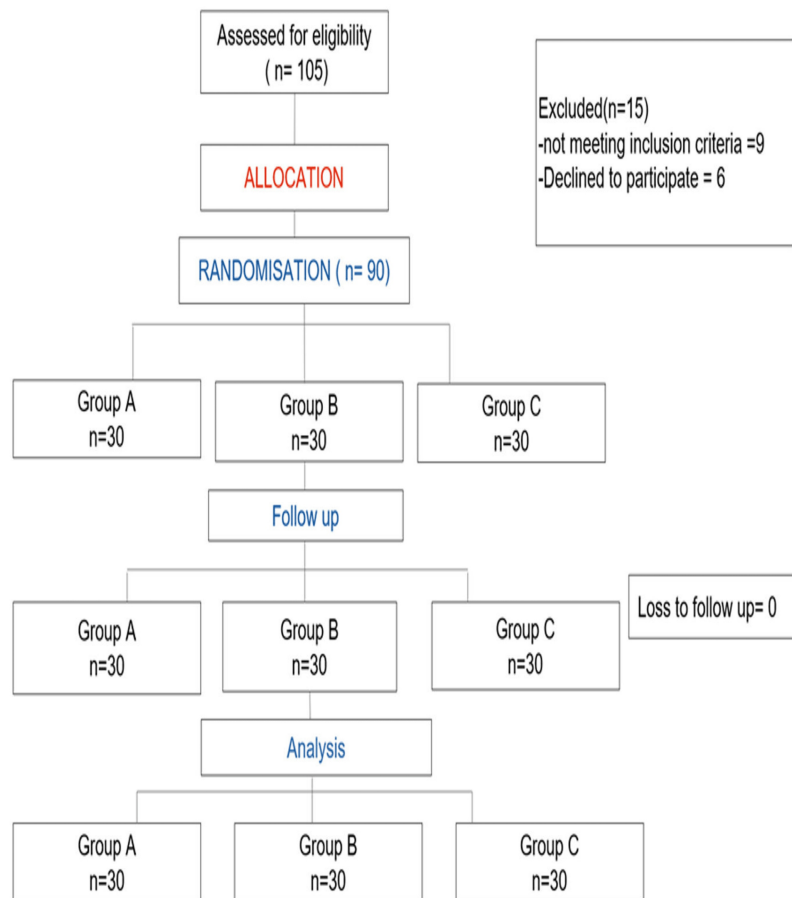 Assessed for eligibility
( n= 105)
Excluded(n=15)
-not meeting inclusion criteria =9
-Declined to participate = 6
ALLOCATION
RANDOMISATION ( n= 90)
Group A
n=30
Group B
n=30
Group C
n=30
Follow up
Group A
n=30
Group B
n=30
Group C
n=30
Loss to follow up= 0
Analysis
Group A
n=30
Group B
n=30
Group C
n=30